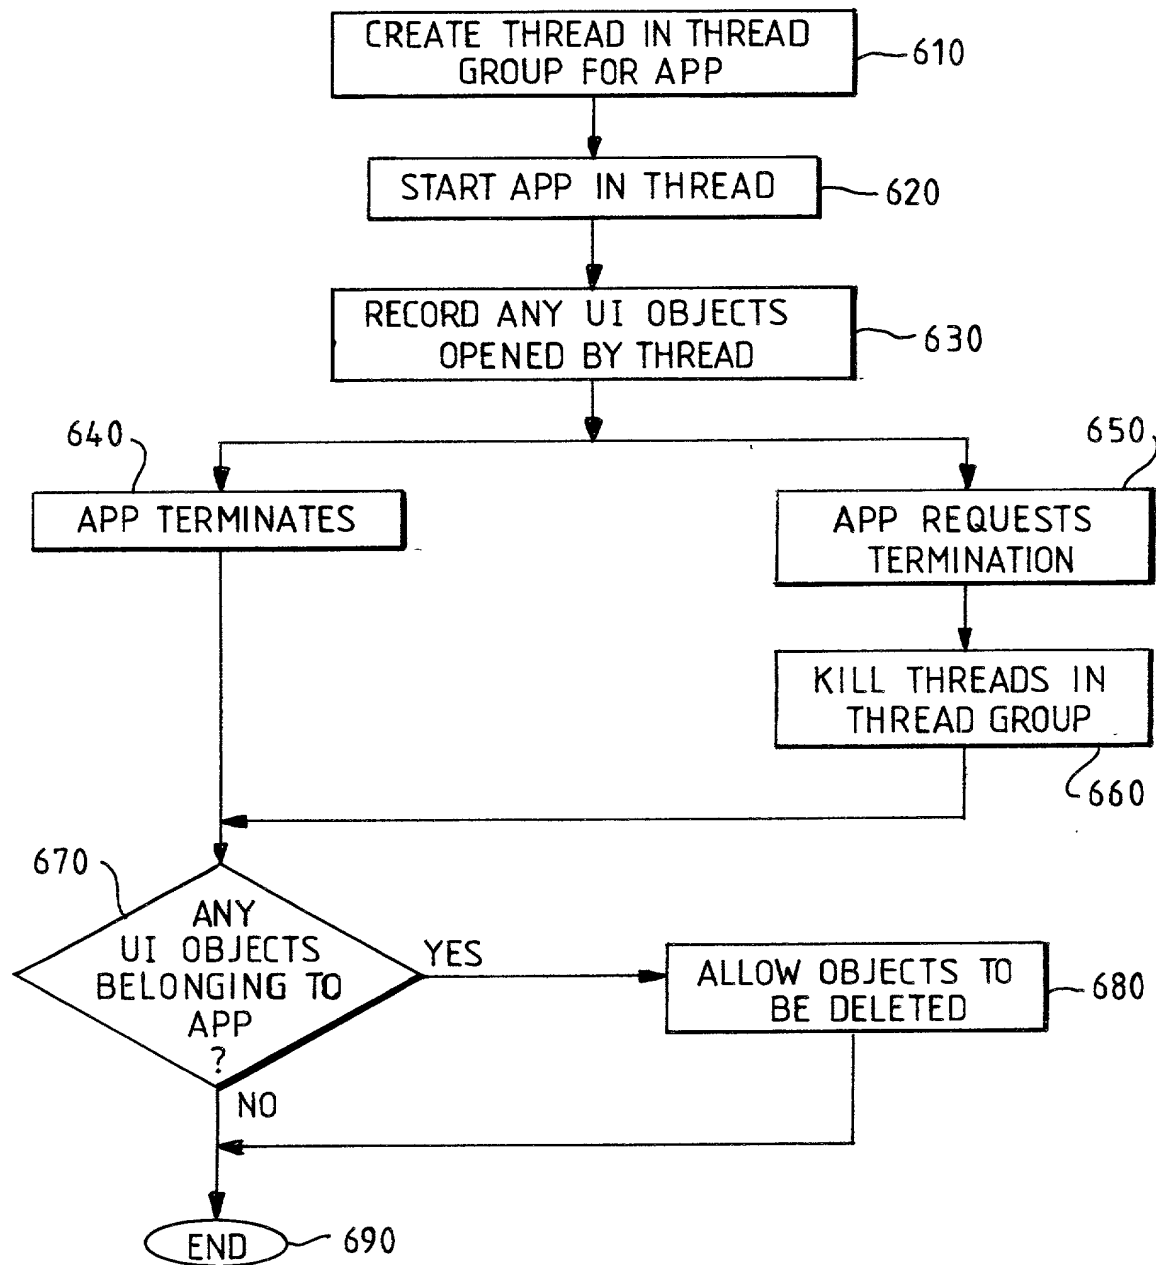 CREATE THREAD IN THREAD
GROUP FOR APP
610
START APP IN THREAD
620
RECORD ANY UI OBJECTS
OPENED BY THREAD
630
640
650
APP TERMINATES
APP REQUESTS
TERMINATION
KILL THREADS IN
THREAD GROUP
660
670
ANY
UI OBJECTS
BELONGING TO
APP
?
YES
ALLOW OBJECTS TO
BE DELETED
680
NO
END
690